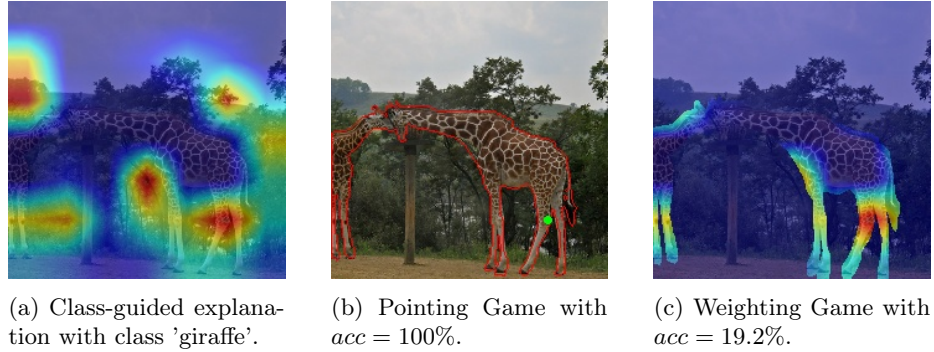 (a) Class-guided explana-
tion with class 'giraffe'.
(b) Pointing Game with
acc = 100%.
(c) Weighting Game with
acc = 19.2%.